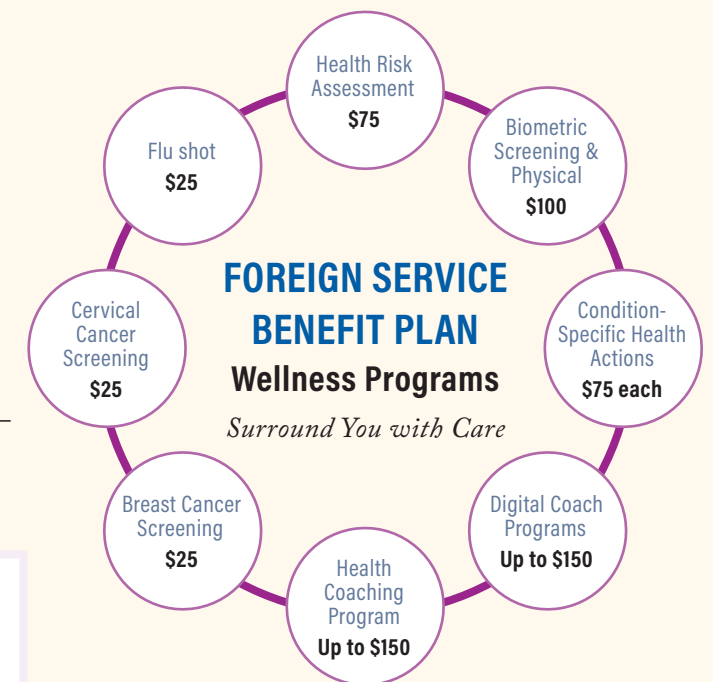 Health Risk
Assessment
$75
Biometric
Screening &
Physical
$100
Condition-
Specific Health
Actions
$75 each
Digital Coach
Programs
Up to $150
Health
Coaching
Program
Up to $150
Breast Cancer
Screening
$25
Cervical
Cancer
Screening
$25
Flu shot
$25
FOREIGN SERVICE
BENEFIT PLAN
Wellness Programs
Surround You with Care